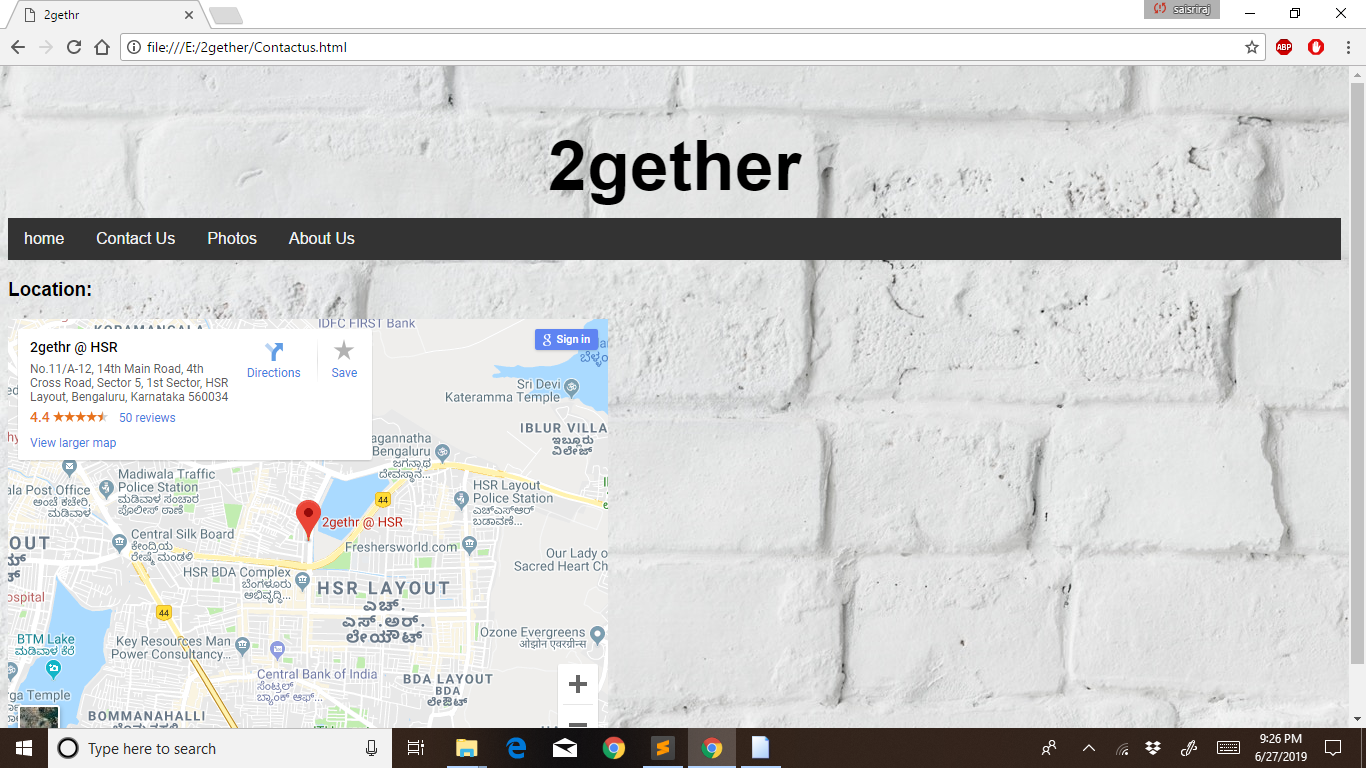 2gethr
saisriraj
file:///E:/2gether/Contactus.html
ABP
2gether
home
Contact Us
Photos
About Us
Location:
KORAMANGALA
IDFC FIRST Bank
2gethr @ HSR
No.11/A-12, 14th Main Road, 4th
Cross Road, Sector 5, 1st Sector, HSR
Layout, Bengaluru, Karnataka 560034
4.4
50 reviews
View larger map
Directions
Save
Sign in
Sri Devi
Kateramma Temple
IBLUR VILLA
ಇಬ್ಲೂರು
ವಿಲೇಜ್
agannatha
Bengaluru
ಜಗನ್ನಾಥ
ದೇವಸ್ಥಾನ...
Madiwala Traffic
Police Station
ಮಡಿವಾಳ ಸಂಚಾರ
ಪೊಲೀಸ್ ಠಾಣೆ
ala Post Office
ಅಂಚೆ ಕಚೇರಿ,
ಮಡಿವಾಳ
44
HSR Layout
Police Station
ಎಚ್ಎಸ್ಆರ್
ಬಡಾವಣೆ...
2gethr @ HSR
Central Silk Board
ಕೇಂದ್ರಿಯ
ರೇಷ್ಮೆ ಮಂಡಳಿ
Freshersworld.com
Our Lady o
Sacred Heart Ch
OUT
HSR BDA Complex
ಬೆಂಗಳೂರು
ಅಭಿವೃದ್ಧಿ...
HSR LAYOUT
ಎಚ್.
ಎಸ್.ಆರ್.
ಲೇಯೌಟ್
ospital
44
BTM Lake
ಮಡಿವಾಳ ಕೆರೆ
Key Resources Man
Power Consultancy...
Ozone Evergreens
ಓಝೋನ್ ಎವರ್ಗ್ರೀನ್ಸ್
Central Bank of India
ಸೆಂಟ್ರಲ್
ಬ್ಯಾಂಕ್ ಆಫ್...
BDA LAYOUT
BDA
ಲೇಔಟ್
rga Temple
BOMMANAHALLI
Type here to search
9:26 PM
6/27/2019